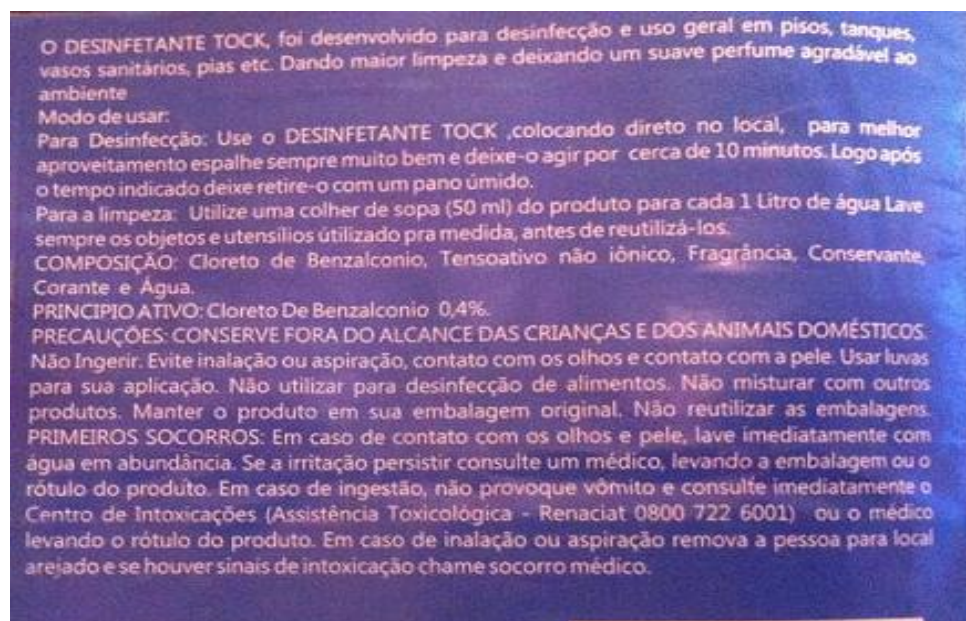 O DESINFETANTE TOCK, foi desenvolvido para desinfecção e uso geral em pisos, tanques,
vasos sanitários, pias etc. Dando maior limpeza e deixando um suave perfume agradável ao
ambiente
Modo de usar:
Para Desinfecção: Use o DESINFETANTE TOCK ,colocando direto no local, para melhor
aproveitamento espalhe sempre muito bem e deixe-o agir por cerca de 10 minutos. Logo após
o tempo indicado deixe retire-o com um pano úmido.
Para a limpeza: Utilize uma colher de sopa (50 ml) do produto para cada 1 Litro de água Lave
sempre os objetos e utensílios útilizado pra medida, antes de reutilizá-los.
COMPOSIÇÃO: Cloreto de Benzalconio, Tensoativo não iônico, Fragrância, Conservante,
Corante e Água.
PRINCIPIO ATIVO: Cloreto De Benzalconio 0,4%.
PRECAUÇÕES: CONSERVE FORA DO ALCANCE DAS CRIANÇAS E DOS ANIMAIS DOMÉSTICOS.
Não Ingerir. Evite inalação ou aspiração, contato com os olhos e contato com a pele. Usar luvas
para sua aplicação. Não utilizar para desinfecção de alimentos. Não misturar com outros
produtos. Manter o produto em sua embalagem original. Não reutilizar as embalagens.
PRIMEIROS SOCORROS: Em caso de contato com os olhos e pele, lave imediatamente com
água em abundância. Se a irritação persistir consulte um médico, levando a embalagem ou o
rótulo do produto. Em caso de ingestão, não provoque vômito e consulte imediatamente o
Centro de Intoxicações (Assistência Toxicológica - Renaciat 0800 722 6001) ou o médico
levando o rótulo do produto. Em caso de inalação ou aspiração remova a pessoa para local
arejado e se houver sinais de intoxicação chame socorro médico.